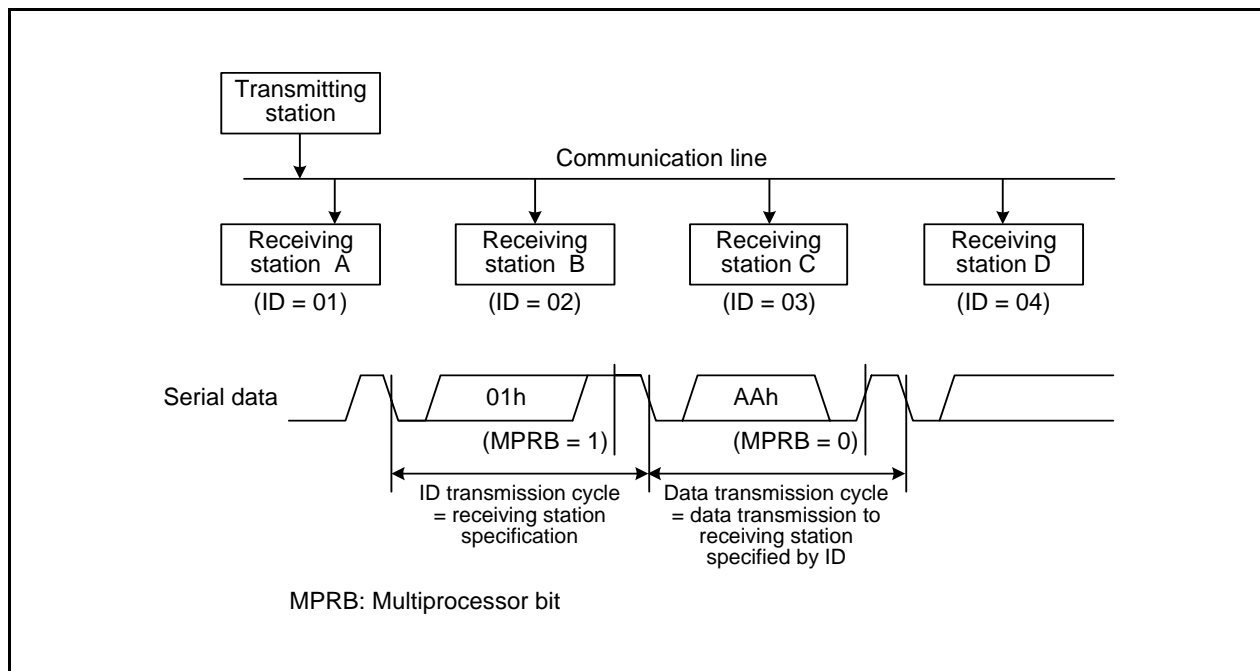 Transmitting
station
Communication line
Receiving
station A
Receiving
station B
Receiving
station C
Receiving
station D
(ID = 01)
(ID = 02)
(ID = 03)
(ID = 04)
Serial data
01h
AAh
(MPRB = 1)
(MPRB = 0)
ID transmission cycle
= receiving station
specification
Data transmission cycle
= data transmission to
receiving station
specified by ID
MPRB: Multiprocessor bit